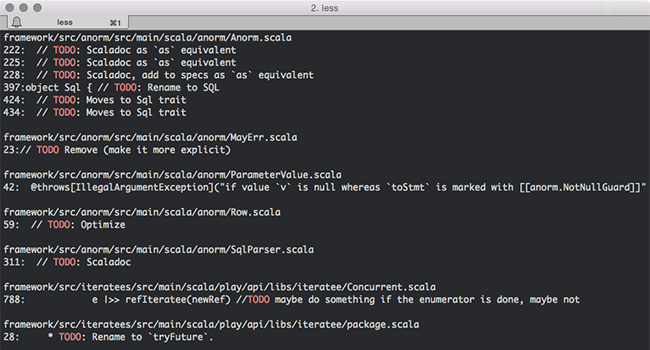 2. less
less ⌘1
framework/src/anorm/src/main/scala/anorm/Anorm.scala
222:  // TODO: Scaladoc as `as` equivalent
225:  // TODO: Scaladoc as `as` equivalent
228:  // TODO: Scaladoc, add to specs as `as` equivalent
397:object Sql { // TODO: Rename to SQL
424:  // TODO: Moves to Sql trait
434:  // TODO: Moves to Sql trait
framework/src/anorm/src/main/scala/anorm/MayErr.scala
23:// TODO Remove (make it more explicit)
framework/src/anorm/src/main/scala/anorm/ParameterValue.scala
42:  @throws[IllegalArgumentException]("if value `v` is null whereas `toStmt` is marked with [[anorm.NotNullGuard]]"
framework/src/anorm/src/main/scala/anorm/Row.scala
59:  // TODO: Optimize
framework/src/anorm/src/main/scala/anorm/SqlParser.scala
311:  // TODO: Scaladoc
framework/src/iteratees/src/main/scala/play/api/libs/iteratee/Concurrent.scala
788:            e |>> refIteratee(newRef) //TODO maybe do something if the enumerator is done, maybe not
framework/src/iteratees/src/main/scala/play/api/libs/iteratee/package.scala
28:     * TODO: Rename to `tryFuture`.